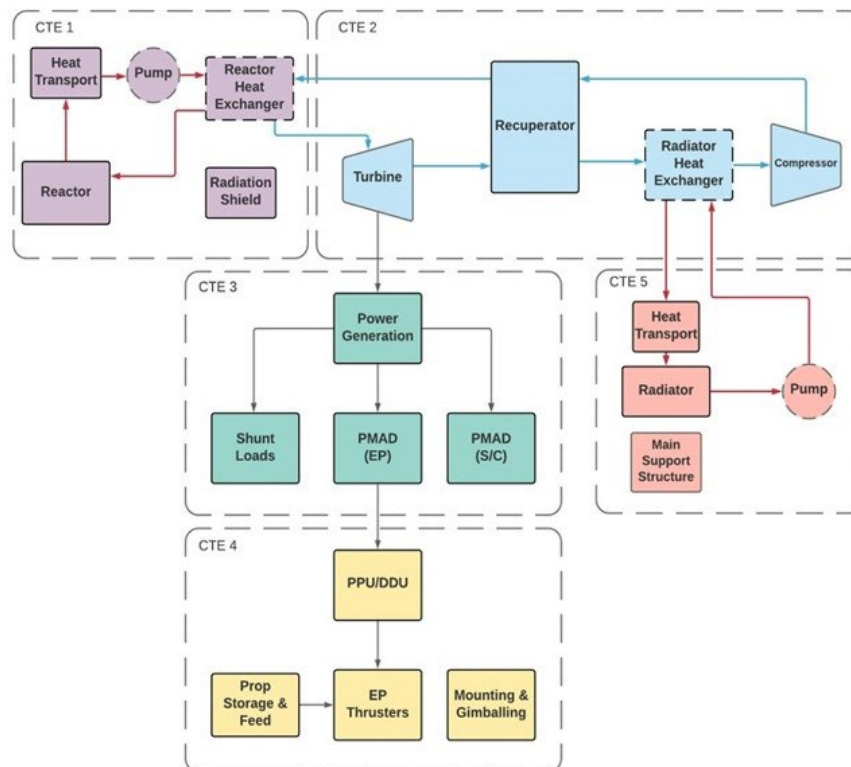 CTE 1
Heat
Transport
Pump
Reactor
Heat
Exchanger
Reactor
Radiation
Shield
CTE 2
Recuperator
Turbine
Radiator
Heat
Exchanger
Compressor
CTE 3
Power
Generation
Shunt
Loads
PMAD
(EP)
PMAD
(S/C)
CTE 5
Heat
Transport
Radiator
Pump
Main
Support
Structure
CTE 4
PPU/DDU
Prop
Storage &
Feed
EP
Thrusters
Mounting &
Gimballing